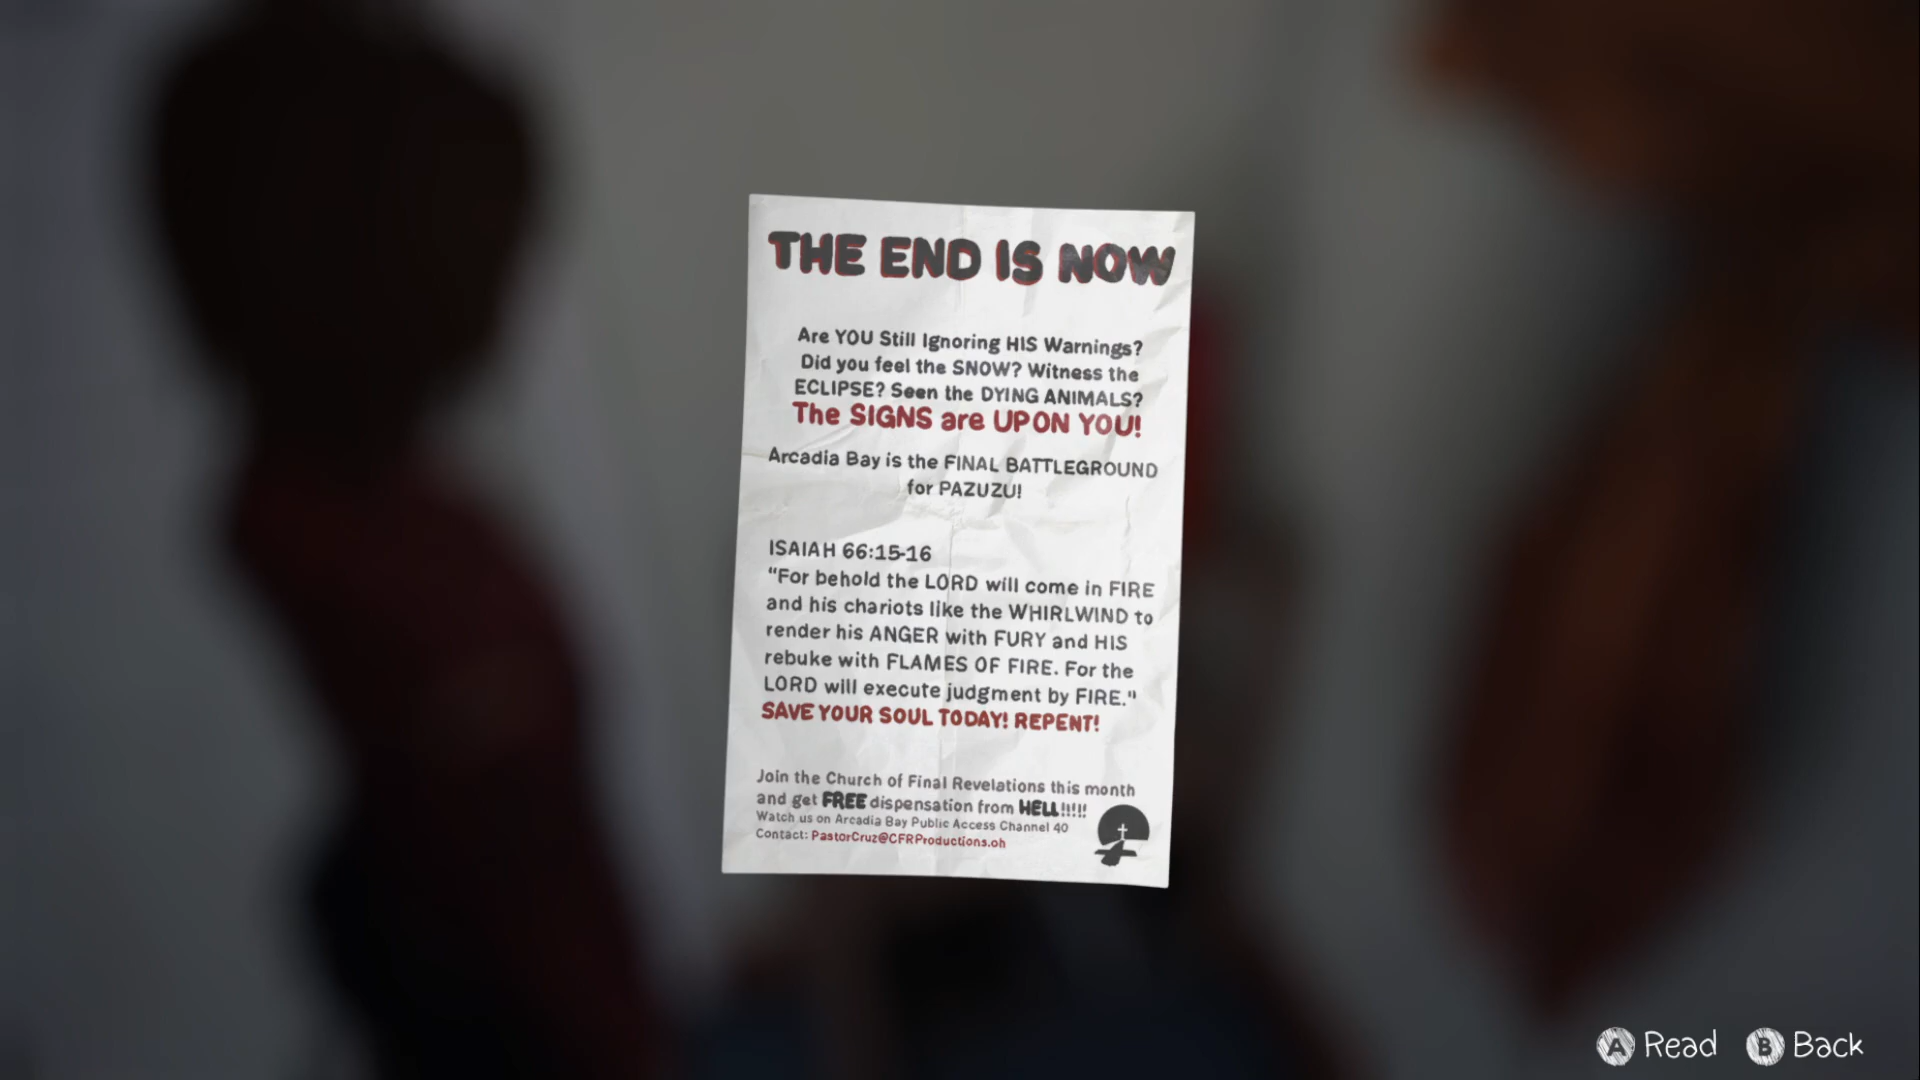 THE END IS NOW
Are YOU Still Ignoring HIS Warnings?
Did you feel the SNOW? Witness the
ECLIPSE? Seen the DYING ANIMALS?
The SIGNS are UPON YOU!
Arcadia Bay is the FINAL BATTLEGROUND
for PAZUZU!
ISAIAH 66:15-16
"For behold the LORD will come in FIRE
and his chariots like the WHIRLWIND to
render his ANGER with FURY and HIS
rebuke with FLAMES OF FIRE. For the
LORD will execute judgment by FIRE."
SAVE YOUR SOUL TODAY! REPENT!
Join the Church of Final Revelations this month
and get FREE dispensation from HELL!!!!!
Watch us on Arcadia Bay Public Access Channel 40
Contact: PastorCruz@CFRProductions.oh
A Read B Back